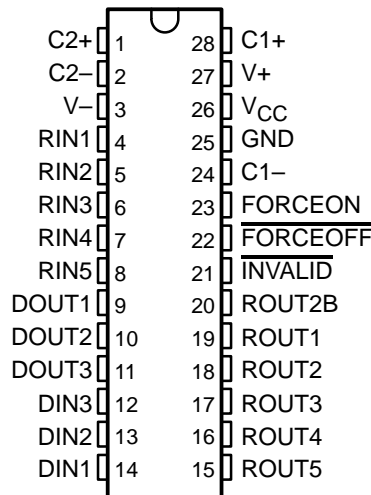 C2+ 1 28 C1+
C2– 2 27 V+
V– 3 26 VCC
RIN1 4 25 GND
RIN2 5 24 C1–
RIN3 6 23 FORCEON
RIN4 7 22 FORCEOFF
RIN5 8 21 INVALID
DOUT1 9 20 ROUT2B
DOUT2 10 19 ROUT1
DOUT3 11 18 ROUT2
DIN3 12 17 ROUT3
DIN2 13 16 ROUT4
DIN1 14 15 ROUT5